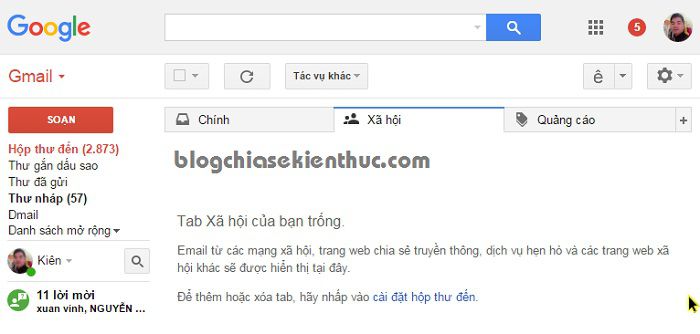 Google
5
Gmail
Tác vụ khác
ê
SOẠN
Chính
Xã hội
Quảng cáo
+
Hộp thư đến (2.873)
Thư gắn dấu sao
Thư đã gửi
Thư nháp (57)
Dmail
Danh sách mở rộng
blogchiasekienthuc.com
Tab Xã hội của bạn trống.
Email từ các mạng xã hội, trang web chia sẻ truyền thông, dịch vụ hẹn hò và các trang web xã
hội khác sẽ được hiển thị tại đây.
Để thêm hoặc xóa tab, hãy nhấp vào cài đặt hộp thư đến.
Kiên
11 lời mời
xuan vinh, NGUYỄN ...